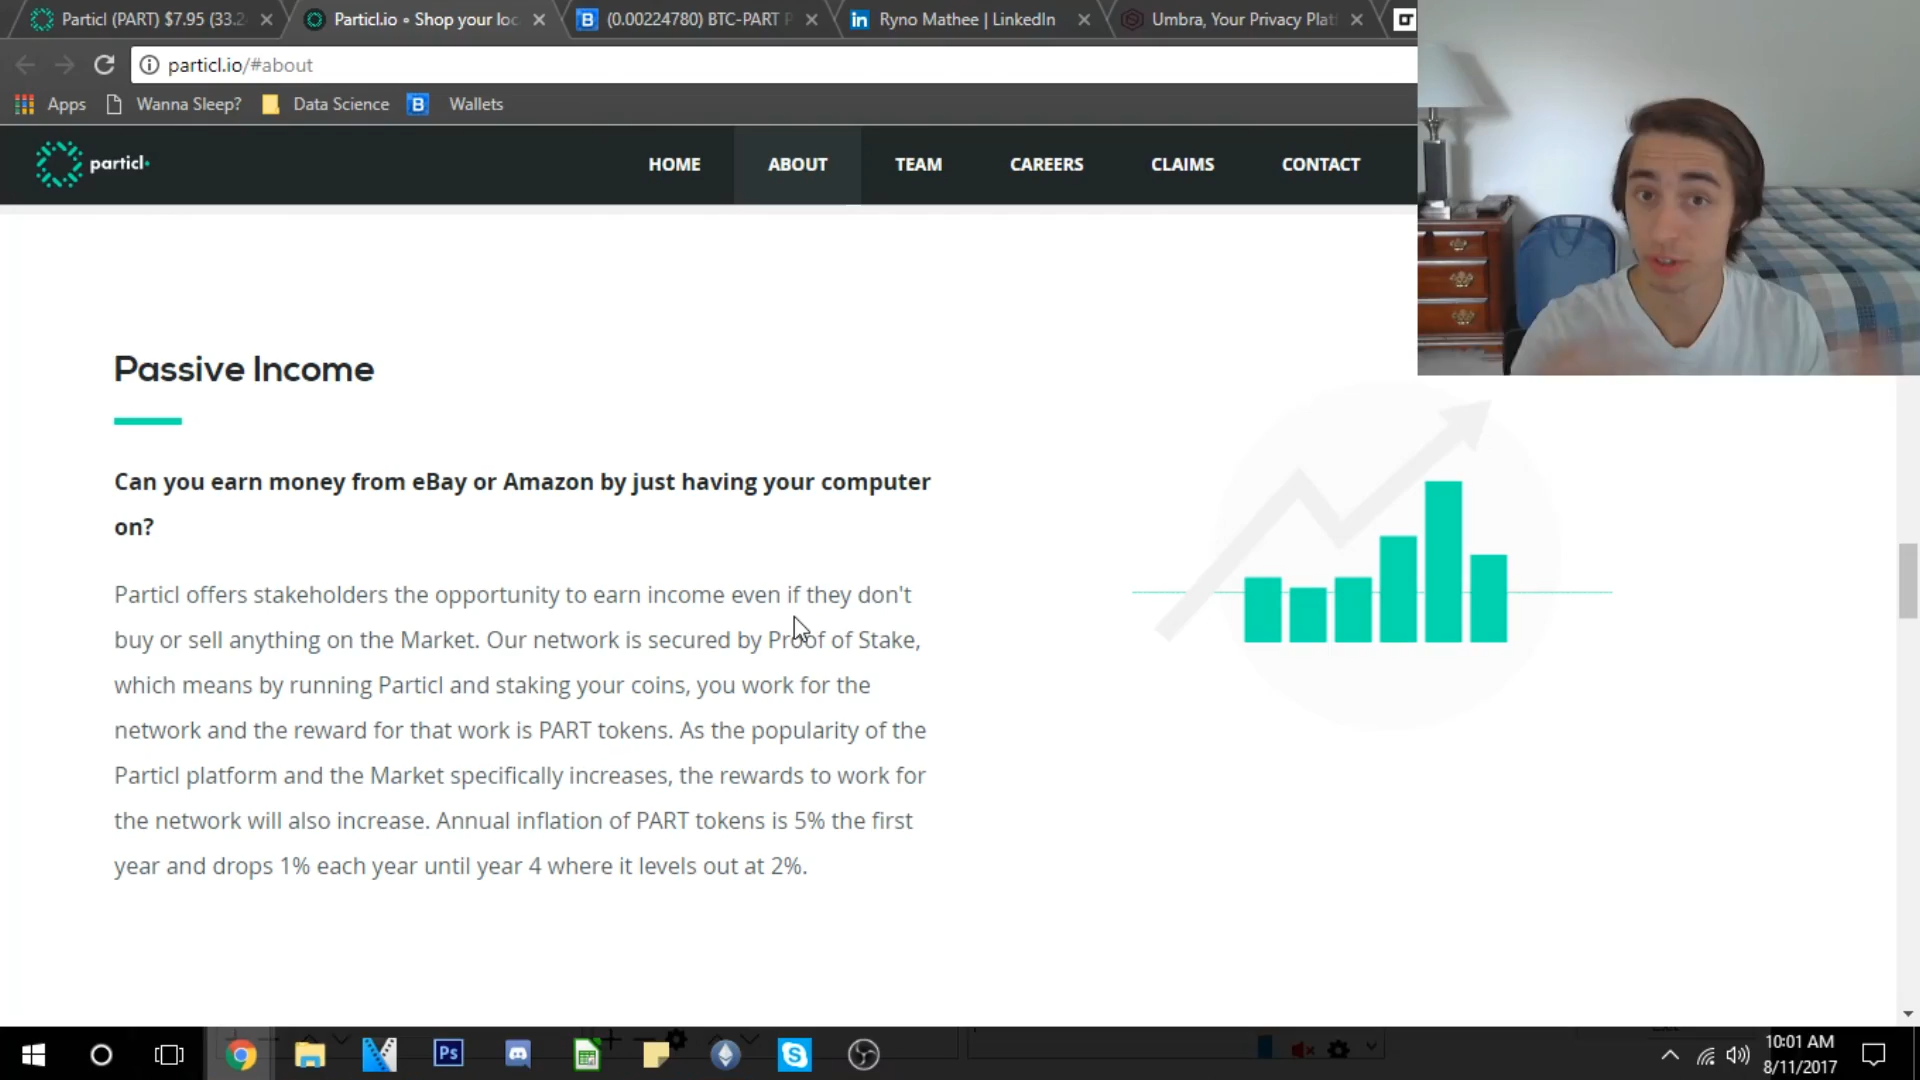 Particl (PART) $7.95 (33.2
Particl.io • Shop your loc
(0.00224780) BTC-PART P
Ryno Mathee | LinkedIn
Umbra, Your Privacy Plat
particl.io/#about
Apps
Wanna Sleep?
Data Science
Wallets
particl
HOME
ABOUT
TEAM
CAREERS
CLAIMS
CONTACT
Passive Income
Can you earn money from eBay or Amazon by just having your computer
on?
Particl offers stakeholders the opportunity to earn income even if they don't
buy or sell anything on the Market. Our network is secured by Proof of Stake,
which means by running Particl and staking your coins, you work for the
network and the reward for that work is PART tokens. As the popularity of the
Particl platform and the Market specifically increases, the rewards to work for
the network will also increase. Annual inflation of PART tokens is 5% the first
year and drops 1% each year until year 4 where it levels out at 2%.
Ps
10:01 AM
8/11/2017